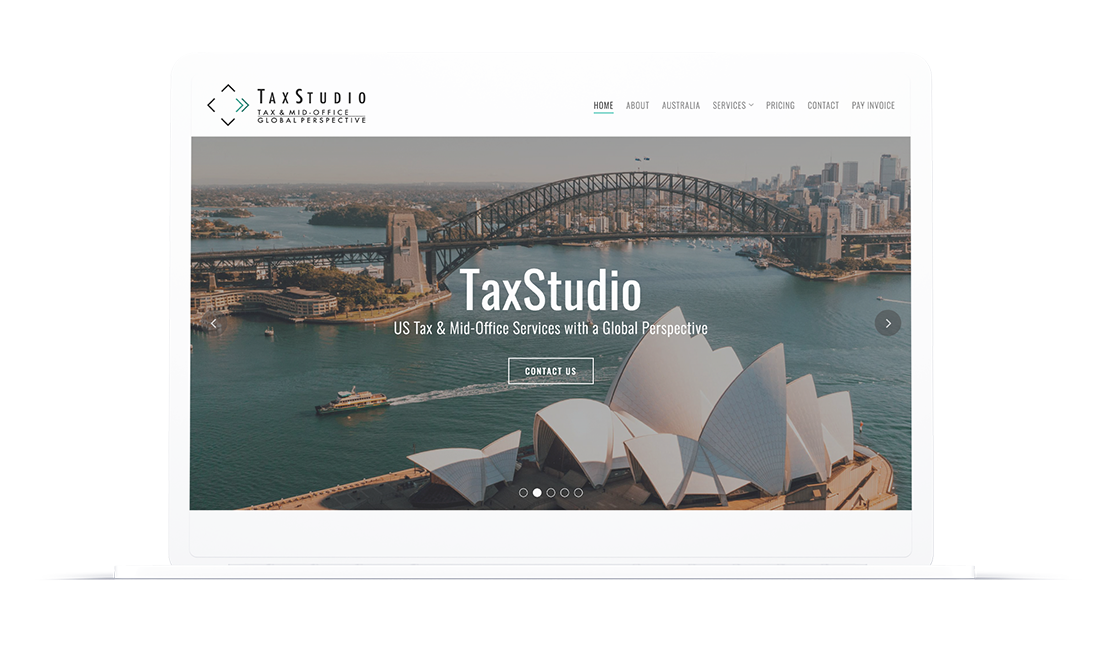 TAXSTUDIO
TAX & MID-OFFICE
GLOBAL PERSPECTIVE
HOME ABOUT AUSTRALIA SERVICES PRICING CONTACT PAY INVOICE
TaxStudio
US Tax & Mid-Office Services with a Global Perspective
CONTACT US